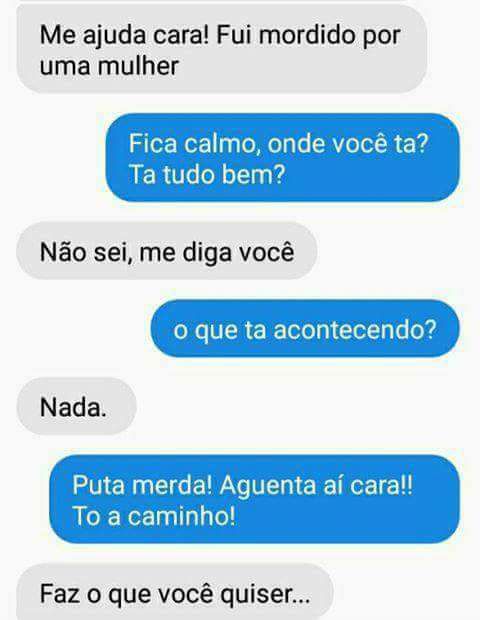 Me ajuda cara! Fui mordido por
uma mulher
Fica calmo, onde você ta?
Ta tudo bem?
Não sei, me diga você
o que ta acontecendo?
Nada.
Puta merda! Aguenta aí cara!!
To a caminho!
Faz o que você quiser...